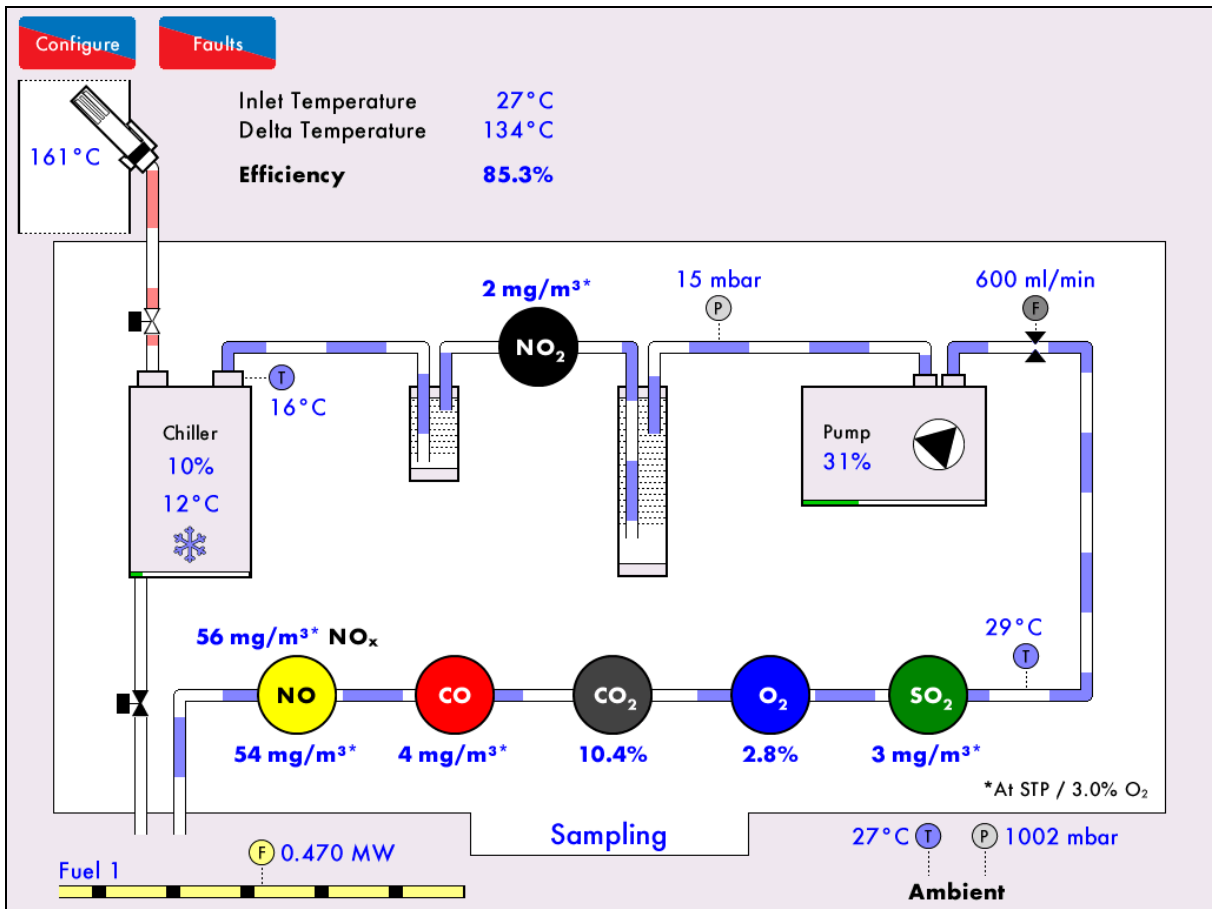 Configure
Faults
Inlet Temperature 27°C
Delta Temperature 134°C
161°C
Efficiency 85.3%
2 mg/m³*
15 mbar
600 ml/min
P
F
NO₂
T
16°C
Chiller
10%
12°C
Pump
31%
56 mg/m³* NOₓ
29°C
T
NO
CO
CO₂
O₂
SO₂
54 mg/m³*
4 mg/m³*
10.4%
2.8%
3 mg/m³*
*At STP / 3.0% O₂
Sampling
27°C T P 1002 mbar
F 0.470 MW
Fuel 1
Ambient